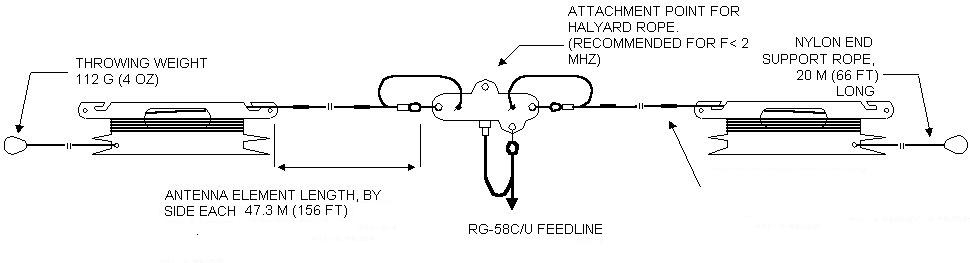 ATTACHMENT POINT FOR
HALYARD ROPE.
(RECOMMENDED FOR F< 2
MHZ)
THROWING WEIGHT
112 G (4 OZ)
NYLON END
SUPPORT ROPE,
20 M (66 FT)
LONG
ANTENNA ELEMENT LENGTH, BY
SIDE EACH 47.3 M (156 FT)
RG-58C/U FEEDLINE